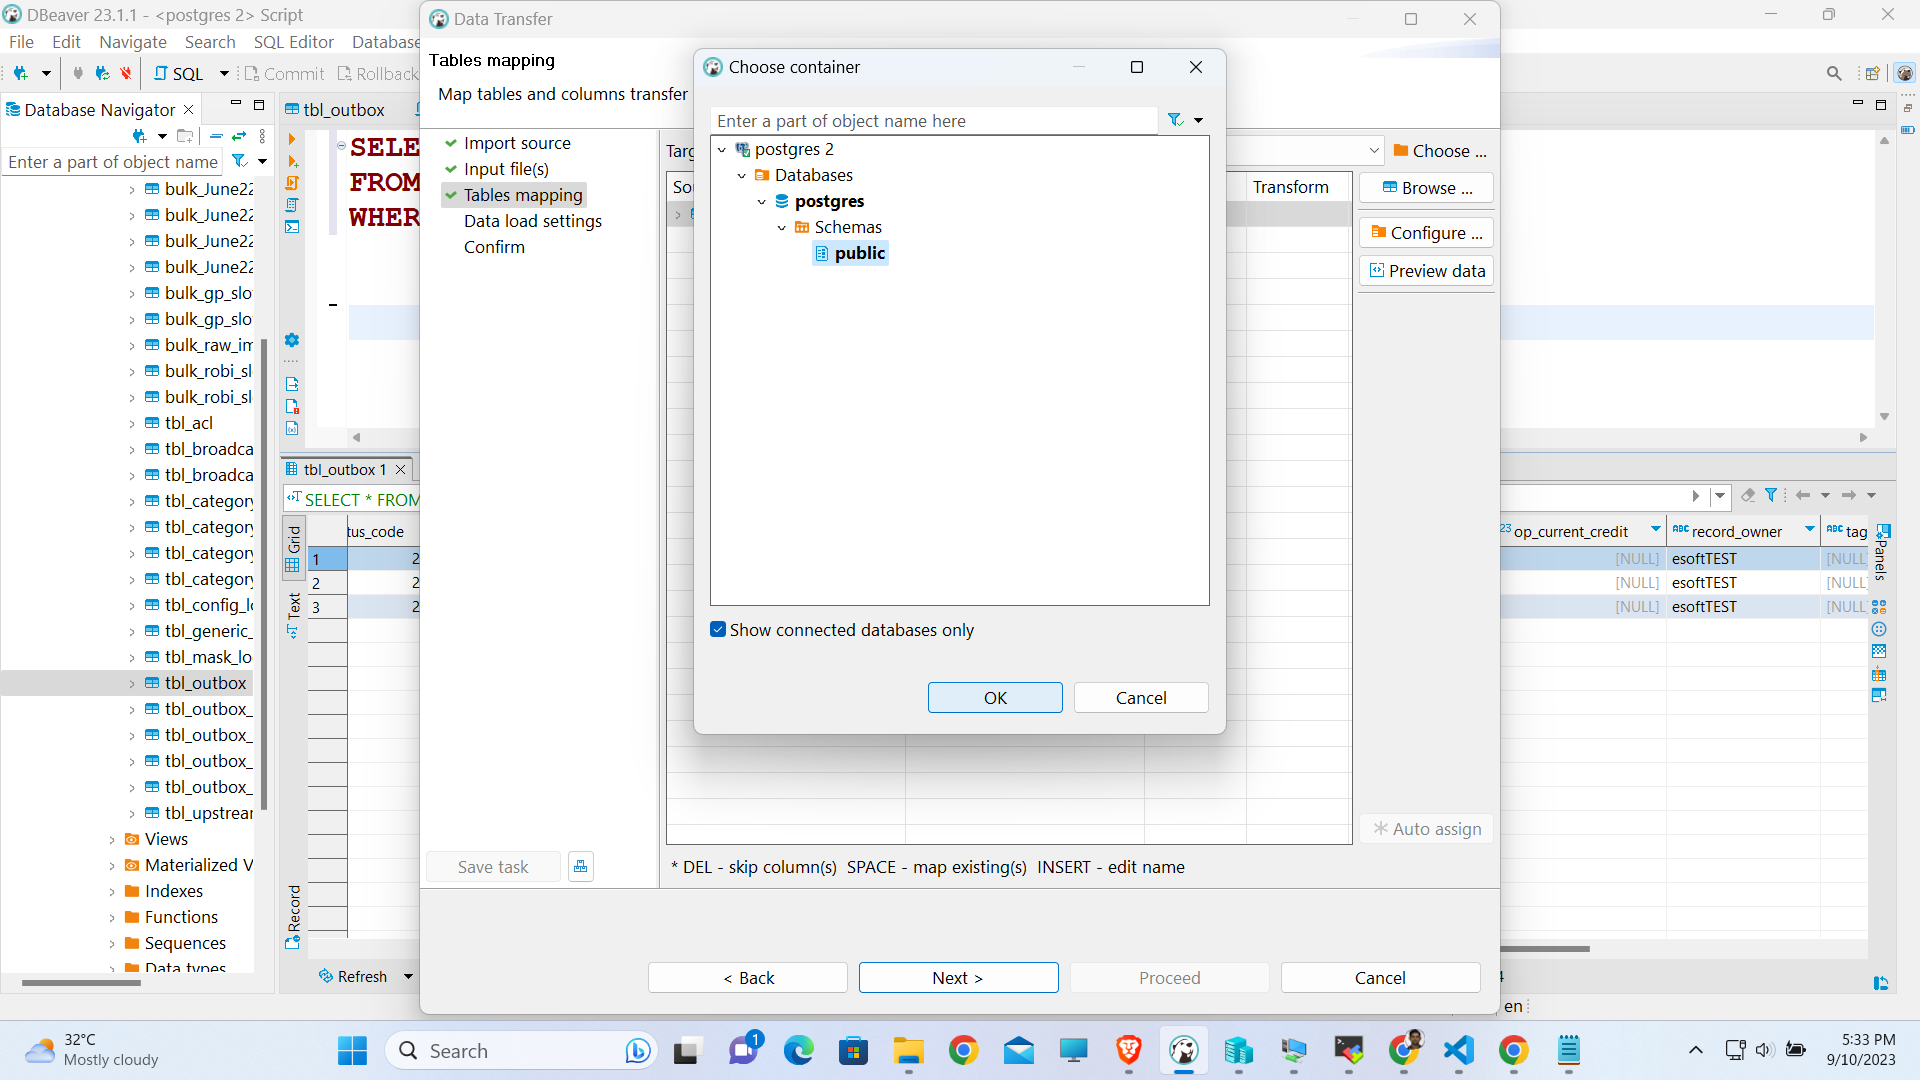 DBeaver 23.1.1 - <postgres 2> Script
File Edit Navigate Search SQL Editor Database
SQL Commit Rollback
Database Navigator
Enter a part of object name
bulk_June22
bulk_June22
bulk_June22
bulk_June22
bulk_gp_slo
bulk_gp_slo
bulk_raw_im
bulk_robi_sl
bulk_robi_sl
tbl_acl
tbl_broadca
tbl_broadca
tbl_category
tbl_category
tbl_category
tbl_category
tbl_config_lo
tbl_generic_
tbl_mask_lo
tbl_outbox
tbl_outbox_
tbl_outbox_
tbl_outbox_
tbl_outbox_
tbl_upstrear
Views
Materialized V
Indexes
Functions
Sequences
Data types
tbl_outbox
SELE
FROM
WHER
tbl_outbox 1
SELECT * FROM
Grid
Text
Record
tus_code
1 2
2 2
3 2
Refresh
Data Transfer
Tables mapping
Map tables and columns transfer
Import source
Input file(s)
Tables mapping
Data load settings
Confirm
Targ
Choose ...
Sou
Transform
Browse ...
Configure ...
Preview data
Auto assign
Save task
* DEL - skip column(s) SPACE - map existing(s) INSERT - edit name
< Back
Next >
Proceed
Cancel
Choose container
Enter a part of object name here
postgres 2
Databases
postgres
Schemas
public
Show connected databases only
OK
Cancel
123 op_current_credit ABC record_owner ABC tag
[NULL] esoftTEST [NULL
[NULL] esoftTEST [NULL
[NULL] esoftTEST [NULL
Panels
4
en
32°C
Mostly cloudy
Search
1
5:33 PM
9/10/2023